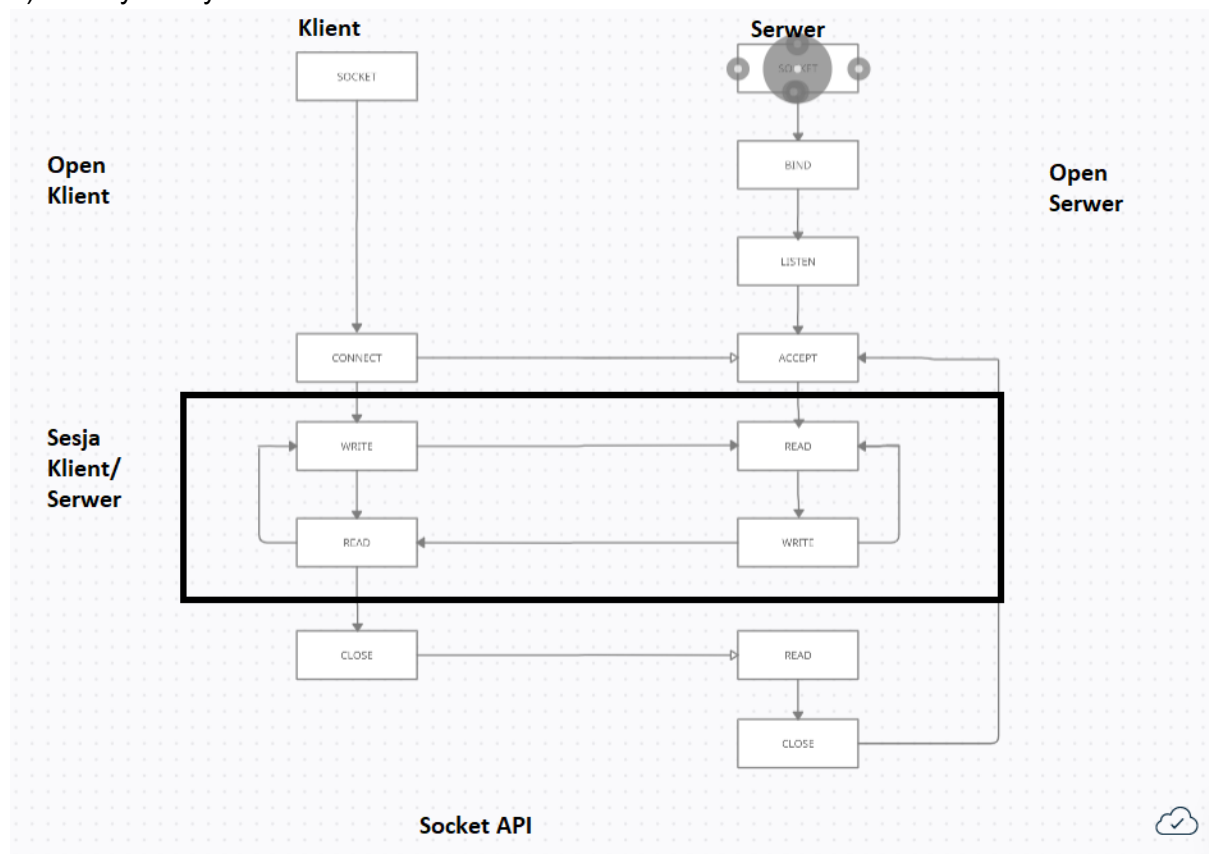 Klient
Serwer
SOCKET
SOCKET
Open
Klient
BIND
Open
Serwer
LISTEN
CONNECT
ACCEPT
Sesja
Klient/
Serwer
WRITE
READ
READ
WRITE
CLOSE
READ
CLOSE
Socket API